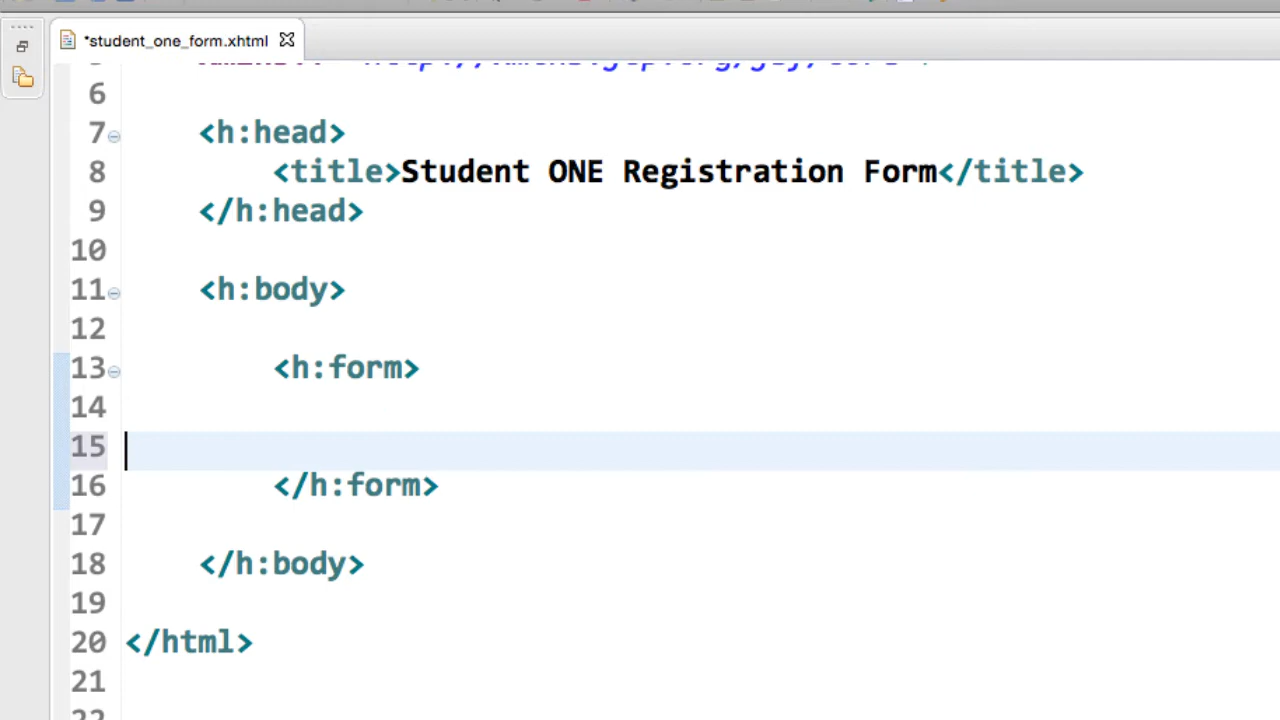 *student_one_form.xhtml
6
7 <h:head>
8 <title>Student ONE Registration Form</title>
9 </h:head>
10
11 <h:body>
12
13 <h:form>
14
15
16 </h:form>
17
18 </h:body>
19
20 </html>
21